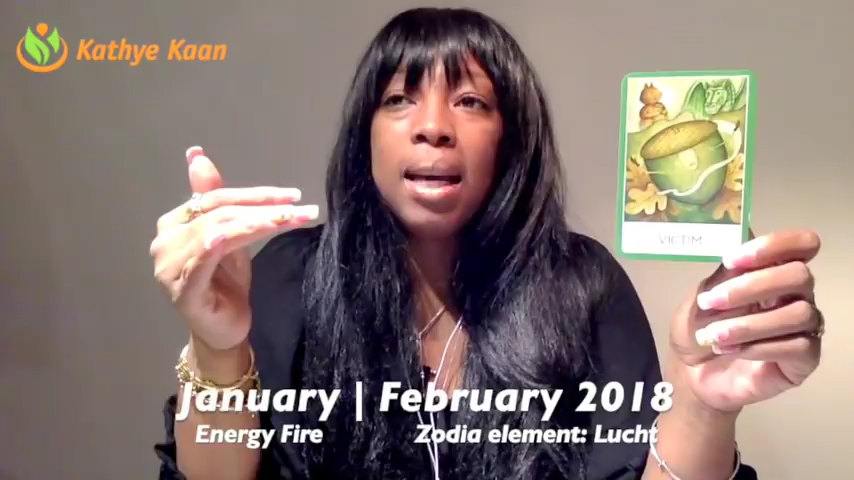 Kathye Kaan
VICTIM
January | February 2018
Energy Fire Zodia element: Lucht